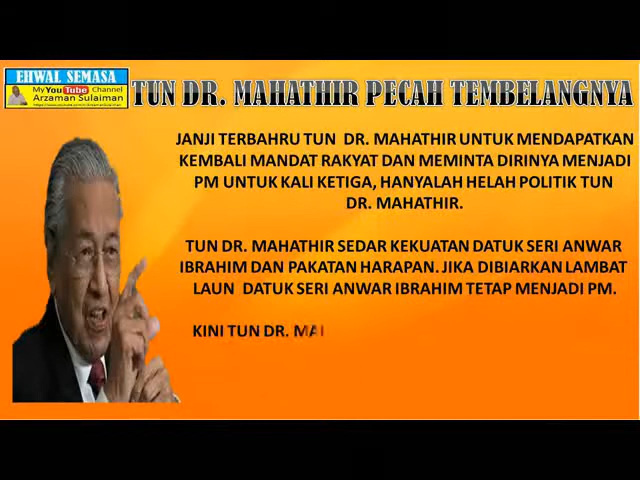 EHWAL SEMASA
My YouTube Channel
Arzaman Sulaiman
TUN DR. MAHATHIR PECAH TEMBELANGNYA
JANJI TERBAHRU TUN DR. MAHATHIR UNTUK MENDAPATKAN
KEMBALI MANDAT RAKYAT DAN MEMINTA DIRINYA MENJADI
PM UNTUK KALI KETIGA, HANYALAH HELAH POLITIK TUN
DR. MAHATHIR.
TUN DR. MAHATHIR SEDAR KEKUATAN DATUK SERI ANWAR
IBRAHIM DAN PAKATAN HARAPAN. JIKA DIBIARKAN LAMBAT
LAUN DATUK SERI ANWAR IBRAHIM TETAP MENJADI PM.
KINI TUN DR. MA